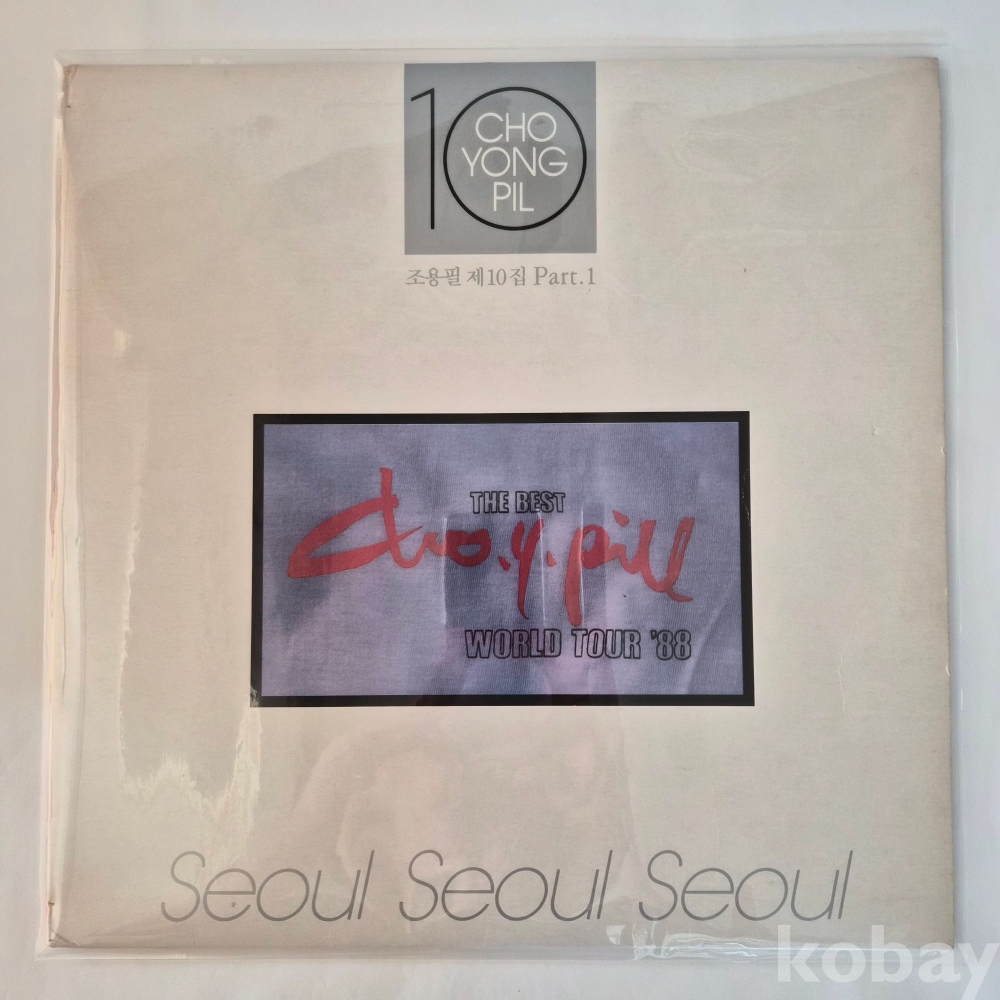 10
CHO
YONG
PIL
조용필 제10집 Part.1
THE BEST
cho.y.pill
WORLD TOUR '88
Seoul Seoul Seoul
kobay